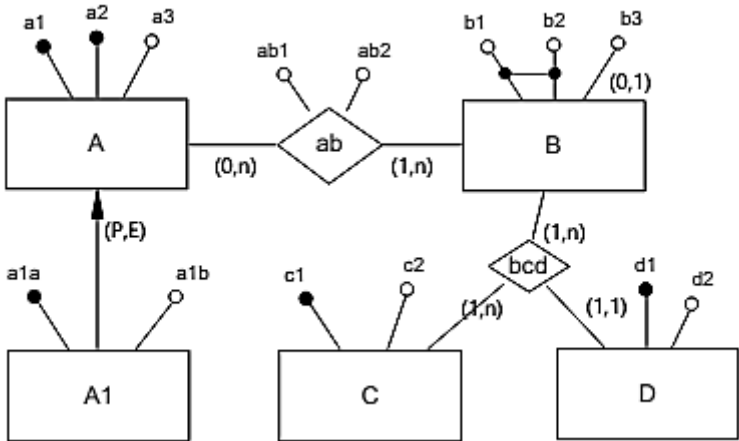 a1 a2 a3
ab1 ab2
b1 b2 b3
(0,1)
A ab B
(0,n) (1,n)
(P,E)
(1,n)
bcd
a1a a1b
c1 c2
(1,n) (1,1)
d1 d2
A1 C D